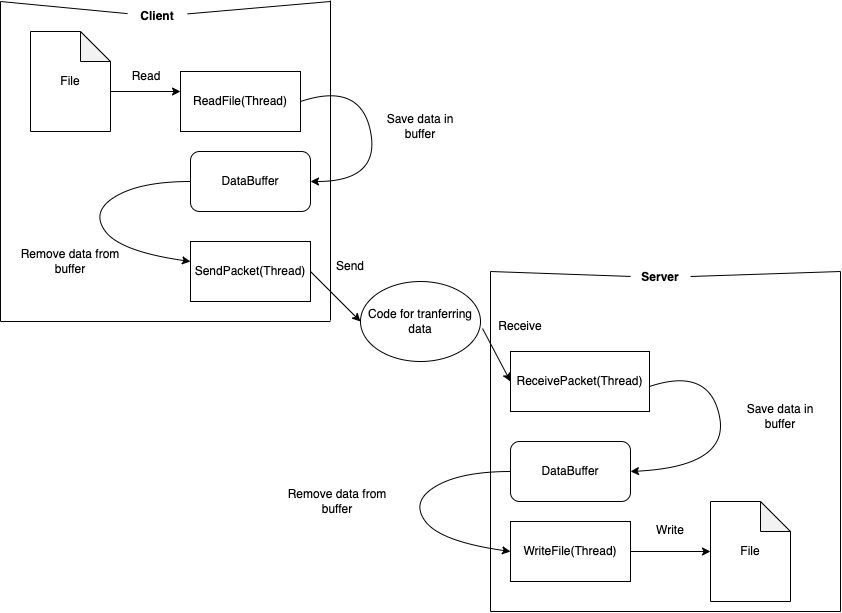 Client
File
Read
ReadFile(Thread)
Save data in
buffer
DataBuffer
Remove data from
buffer
SendPacket(Thread)
Send
Code for tranferring
data
Server
Receive
ReceivePacket(Thread)
Save data in
buffer
DataBuffer
Remove data from
buffer
WriteFile(Thread)
Write
File